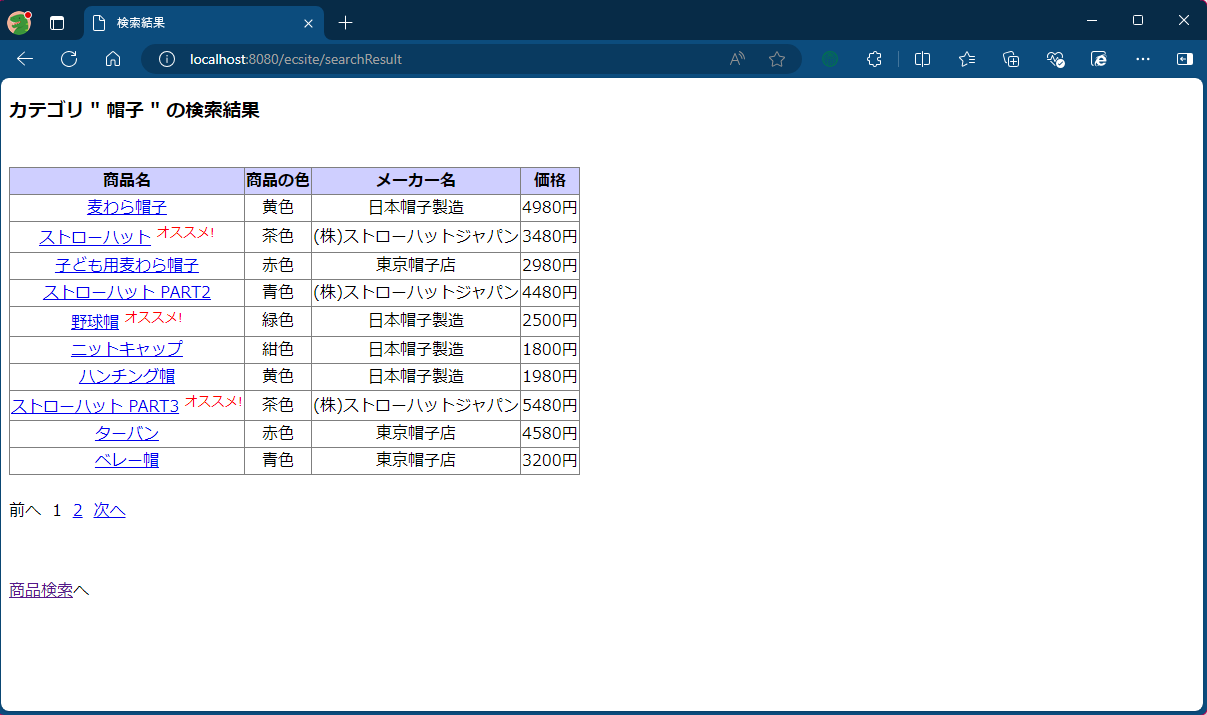 検索結果
localhost:8080/ecsite/searchResult
カテゴリ " 帽子 " の検索結果
商品名 商品の色 メーカー名 価格
麦わら帽子 黄色 日本帽子製造 4980円
ストローハット オススメ! 茶色 (株)ストローハットジャパン 3480円
子ども用麦わら帽子 赤色 東京帽子店 2980円
ストローハット PART2 青色 (株)ストローハットジャパン 4480円
野球帽 オススメ! 緑色 日本帽子製造 2500円
ニットキャップ 紺色 日本帽子製造 1800円
ハンチング帽 黄色 日本帽子製造 1980円
ストローハット PART3 オススメ! 茶色 (株)ストローハットジャパン 5480円
ターバン 赤色 東京帽子店 4580円
ベレー帽 青色 東京帽子店 3200円
前へ 1 2 次へ
商品検索へ